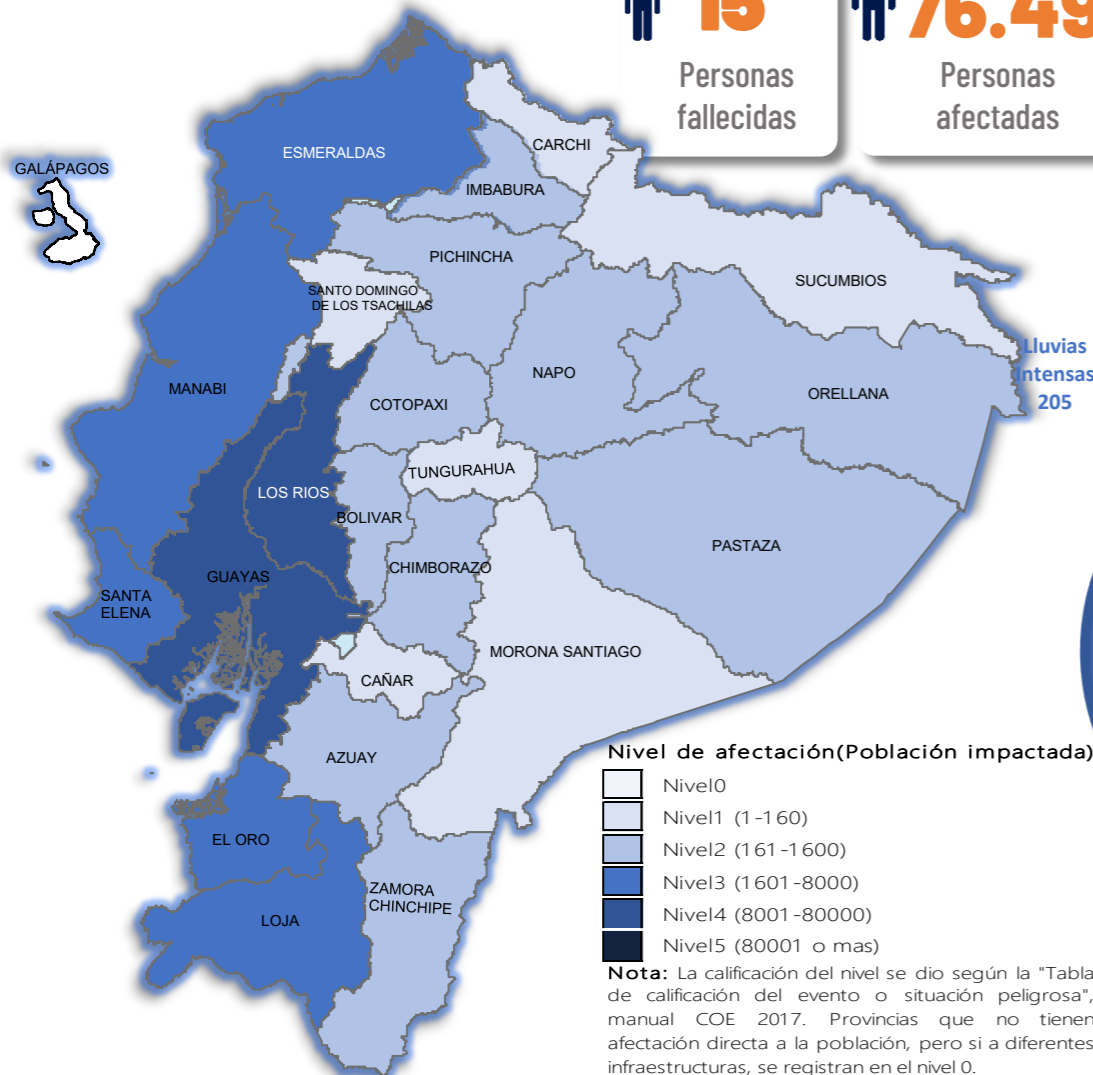 15
Personas
fallecidas
76.49
Personas
afectadas
GALÁPAGOS
ESMERALDAS
CARCHI
IMBABURA
PICHINCHA
SUCUMBIOS
SANTO DOMINGO
DE LOS TSACHILAS
Lluvias
Intensas
205
MANABI
COTOPAXI
NAPO
ORELLANA
TUNGURAHUA
LOS RIOS
BOLIVAR
PASTAZA
CHIMBORAZO
GUAYAS
SANTA
ELENA
MORONA SANTIAGO
CAÑAR
AZUAY
EL ORO
ZAMORA
CHINCHIPE
LOJA
Nivel de afectación(Población impactada)
Nivel0
Nivel1 (1-160)
Nivel2 (161-1600)
Nivel3 (1601-8000)
Nivel4 (8001-80000)
Nivel5 (80001 o mas)
Nota: La calificación del nivel se dio según la "Tabla
de calificación del evento o situación peligrosa",
manual COE 2017. Provincias que no tienen
afectación directa a la población, pero si a diferentes
infraestructuras, se registran en el nivel 0.